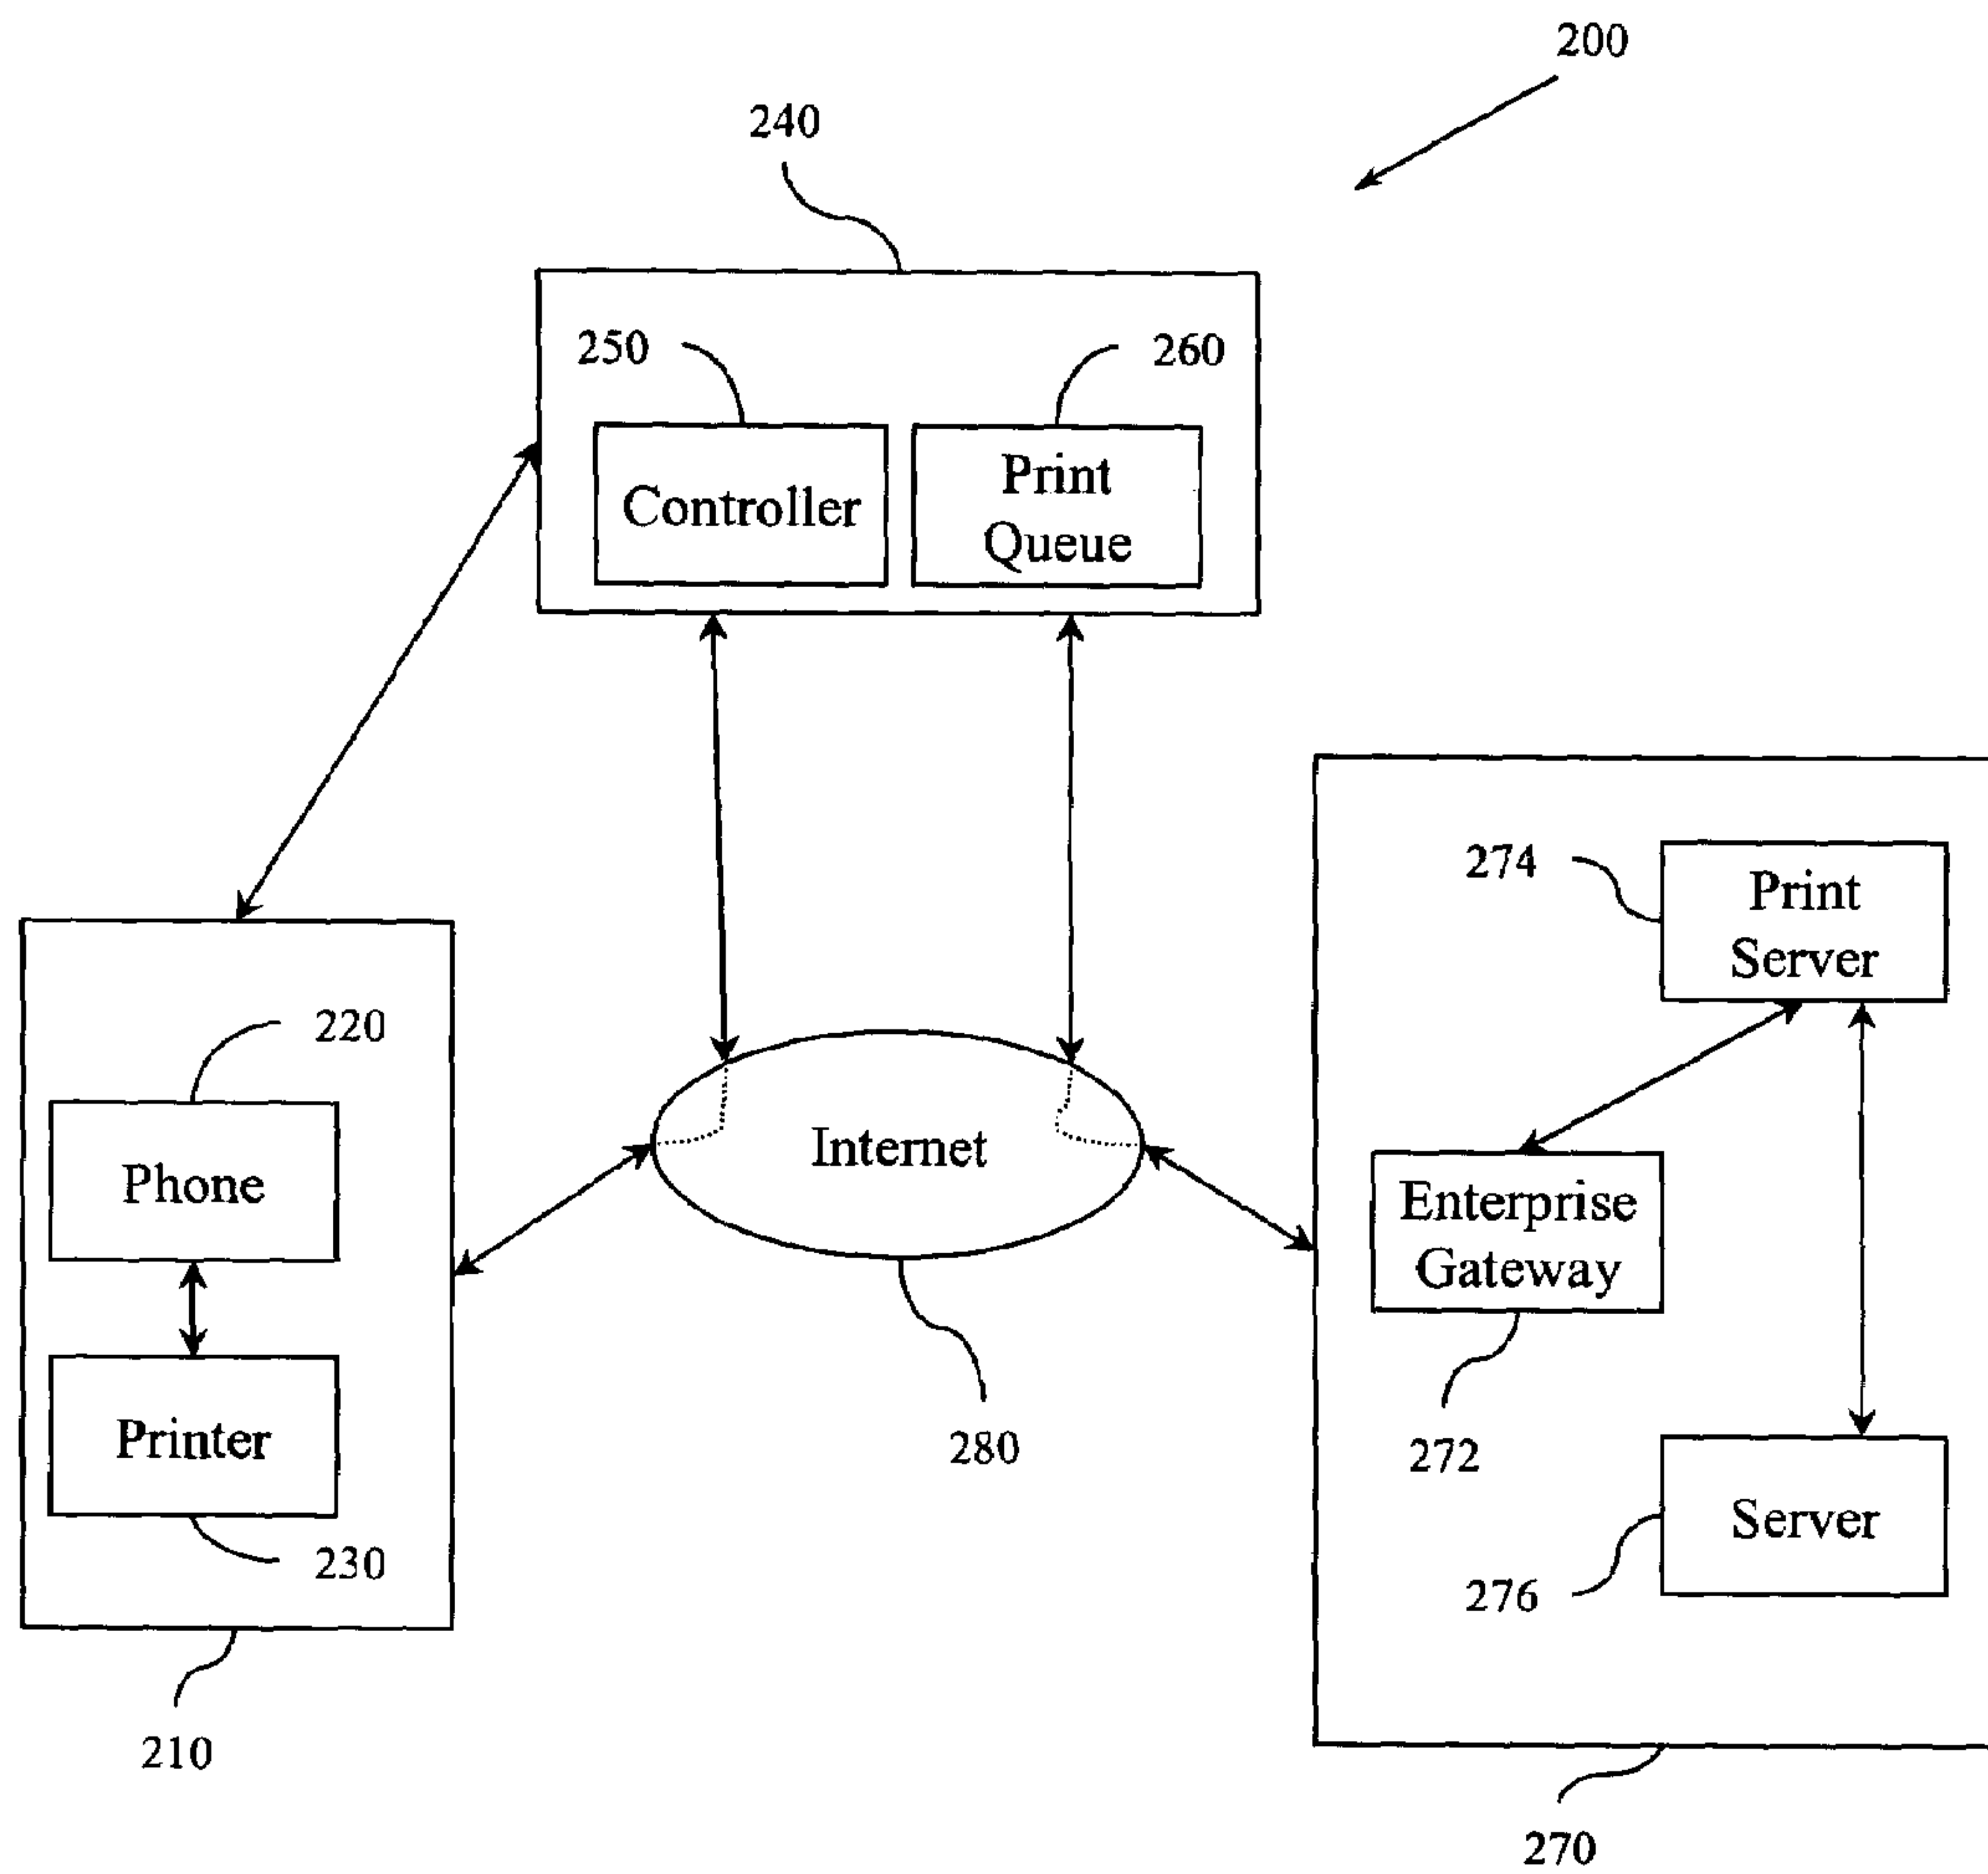 200
240
250
260
Controller
Print
Queue
274
Print
Server
220
Phone
Internet
Enterprise
Gateway
Printer
280
272
Server
230
276
210
270